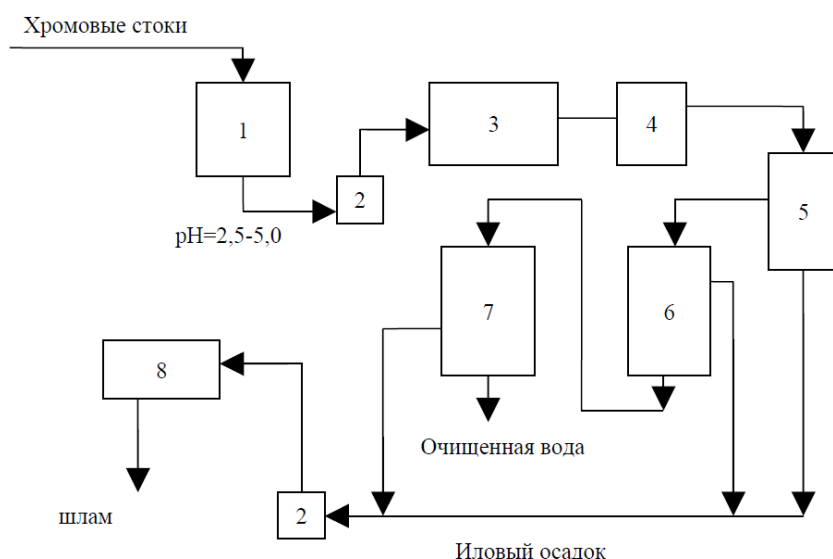 Хромовые стоки
1
3
4
2
5
pH=2,5-5,0
7
6
8
Очищенная вода
шлам
2
Иловый осадок